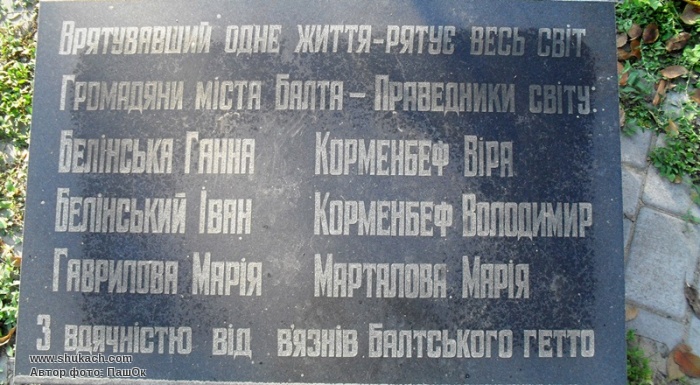 Врятувавший одне життя-рятує весь світ
Громадяни міста Балта – Праведники світу:
Белінська Ганна Корменбеф Віра
Белінський Іван Корменбеф Володимир
Гаврилова Марія Марталова Марія
З вдячністю від в'язнів Балтського гетто
www.shukach.com
Автор фото: ПашОк